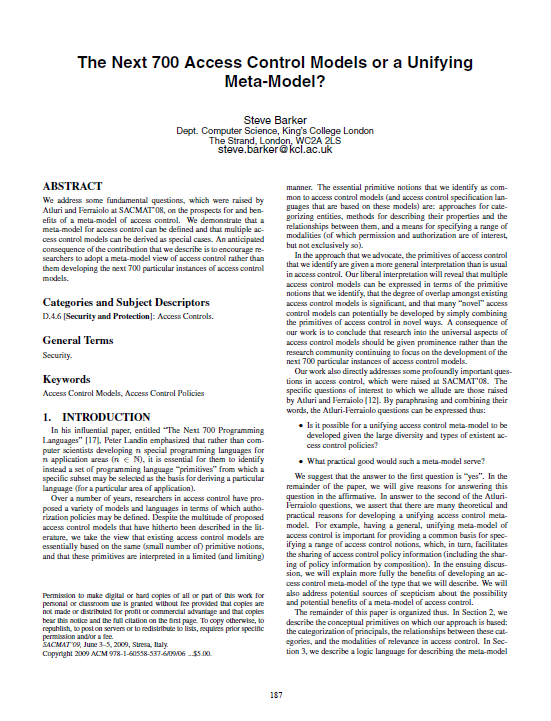 The Next 700 Access Control Models or a Unifying
Meta-Model?
Steve Barker
Dept. Computer Science, King's College London
The Strand, London, WC2A 2LS
steve.barker@kcl.ac.uk
ABSTRACT
We address some fundamental questions, which were raised by
Atluri and Ferraiolo at SACMAT'08, on the prospects for and ben-
efits of a meta-model of access control. We demonstrate that a
meta-model for access control can be defined and that multiple ac-
cess control models can be derived as special cases. An anticipated
consequence of the contribution that we describe is to encourage re-
searchers to adopt a meta-model view of access control rather than
them developing the next 700 particular instances of access control
models.
Categories and Subject Descriptors
D.4.6 [Security and Protection]: Access Controls.
General Terms
Security.
Keywords
Access Control Models, Access Control Policies
1. INTRODUCTION
In his influential paper, entitled "The Next 700 Programming
Languages" [17], Peter Landin emphasized that rather than com-
puter scientists developing n special programming languages for
n application areas (n ∈ ℕ), it is essential for them to identify
instead a set of programming language "primitives" from which a
specific subset may be selected as the basis for deriving a particular
language (for a particular area of application).
Over a number of years, researchers in access control have pro-
posed a variety of models and languages in terms of which autho-
rization policies may be defined. Despite the multitude of proposed
access control models that have hitherto been described in the lit-
erature, we take the view that existing access control models are
essentially based on the same (small number of) primitive notions,
and that these primitives are interpreted in a limited (and limiting)
Permission to make digital or hard copies of all or part of this work for
personal or classroom use is granted without fee provided that copies are
not made or distributed for profit or commercial advantage and that copies
bear this notice and the full citation on the first page. To copy otherwise, to
republish, to post on servers or to redistribute to lists, requires prior specific
permission and/or a fee.
SACMAT'09, June 3–5, 2009, Stresa, Italy.
Copyright 2009 ACM 978-1-60558-537-6/09/06 ...$5.00.
manner. The essential primitive notions that we identify as com-
mon to access control models (and access control specification lan-
guages that are based on these models) are: approaches for cate-
gorizing entities, methods for describing their properties and the
relationships between them, and a means for specifying a range of
modalities (of which permission and authorization are of interest,
but not exclusively so).
In the approach that we advocate, the primitives of access control
that we identify are given a more general interpretation than is usual
in access control. Our liberal interpretation will reveal that multiple
access control models can be expressed in terms of the primitive
notions that we identify, that the degree of overlap amongst existing
access control models is significant, and that many "novel" access
control models can potentially be developed by simply combining
the primitives of access control in novel ways. A consequence of
our work is to conclude that research into the universal aspects of
access control models should be given prominence rather than the
research community continuing to focus on the development of the
next 700 particular instances of access control models.
Our work also directly addresses some profoundly important ques-
tions in access control, which were raised at SACMAT'08. The
specific questions of interest to which we allude are those raised
by Atluri and Ferraiolo [12]. By paraphrasing and combining their
words, the Atluri-Ferraiolo questions can be expressed thus:
• Is it possible for a unifying access control meta-model to be
developed given the large diversity and types of existent ac-
cess control policies?
• What practical good would such a meta-model serve?
We suggest that the answer to the first question is "yes". In the
remainder of the paper, we will give reasons for answering this
question in the affirmative. In answer to the second of the Atluri-
Ferraiolo questions, we assert that there are many theoretical and
practical reasons for developing a unifying access control meta-
model. For example, having a general, unifying meta-model of
access control is important for providing a common basis for spec-
ifying a range of access control notions, which, in turn, facilitates
the sharing of access control policy information (including the shar-
ing of policy information by composition). In the ensuing discus-
sion, we will explain more fully the benefits of developing an ac-
cess control meta-model of the type that we will describe. We will
also address potential sources of scepticism about the possibility
and potential benefits of a meta-model of access control.
The remainder of this paper is organized thus. In Section 2, we
describe the conceptual primitives on which our approach is based:
the categorization of principals, the relationships between these cat-
egories, and the modalities of relevance in access control. In Sec-
tion 3, we describe a logic language for describing the meta-model
187